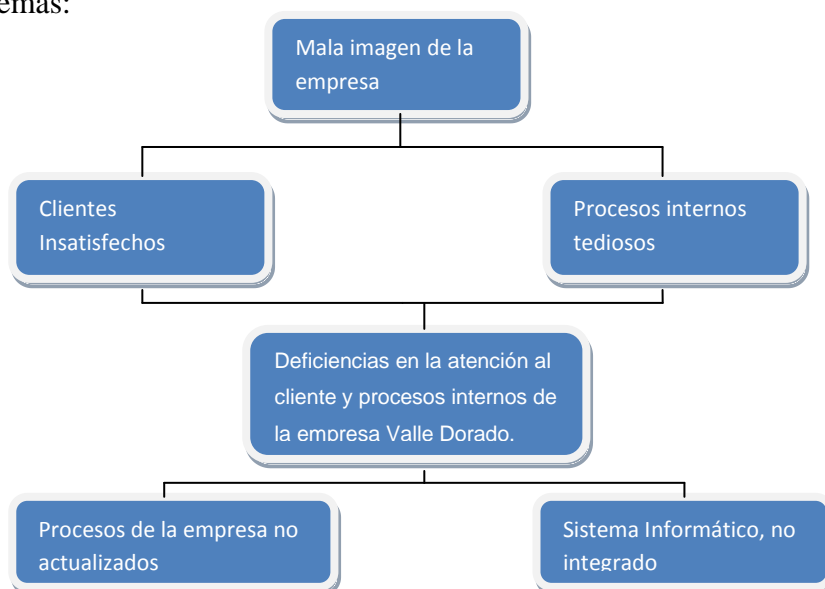 emas:
Mala imagen de la
empresa
Clientes
Insatisfechos
Procesos internos
tediosos
Deficiencias en la atención al
cliente y procesos internos de
la empresa Valle Dorado.
Procesos de la empresa no
actualizados
Sistema Informático, no
integrado